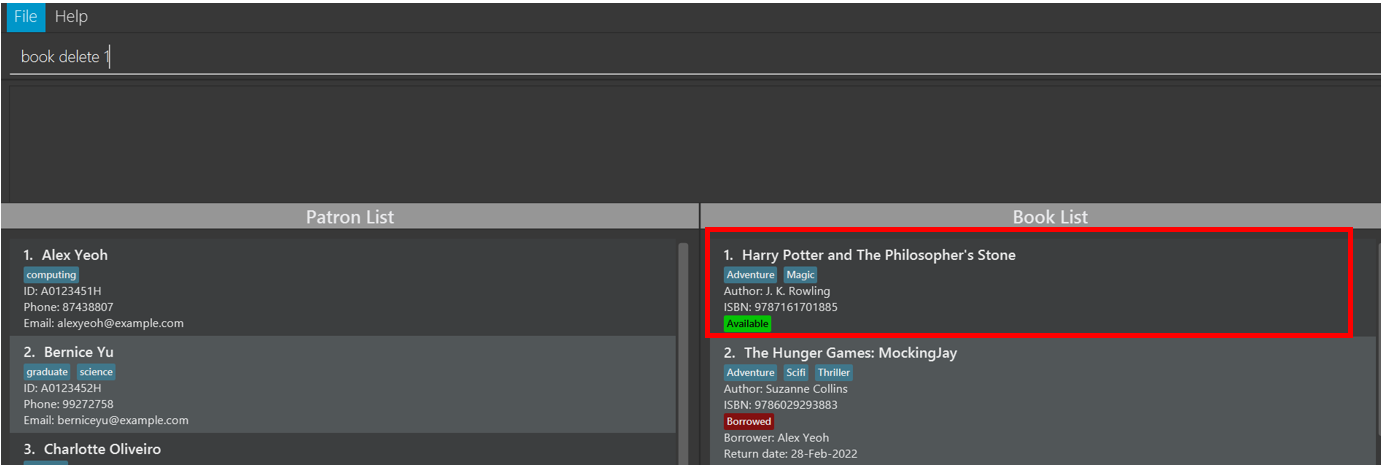 File Help
book delete 1
Patron List
1. Alex Yeoh
computing
ID: A0123451H
Phone: 87438807
Email: alexyeoh@example.com
2. Bernice Yu
graduate science
ID: A0123452H
Phone: 99272758
Email: berniceyu@example.com
3. Charlotte Oliveiro
Book List
1. Harry Potter and The Philosopher's Stone
Adventure Magic
Author: J. K. Rowling
ISBN: 9787161701885
Available
2. The Hunger Games: MockingJay
Adventure Scifi Thriller
Author: Suzanne Collins
ISBN: 9786029293883
Borrowed
Borrower: Alex Yeoh
Return date: 28-Feb-2022